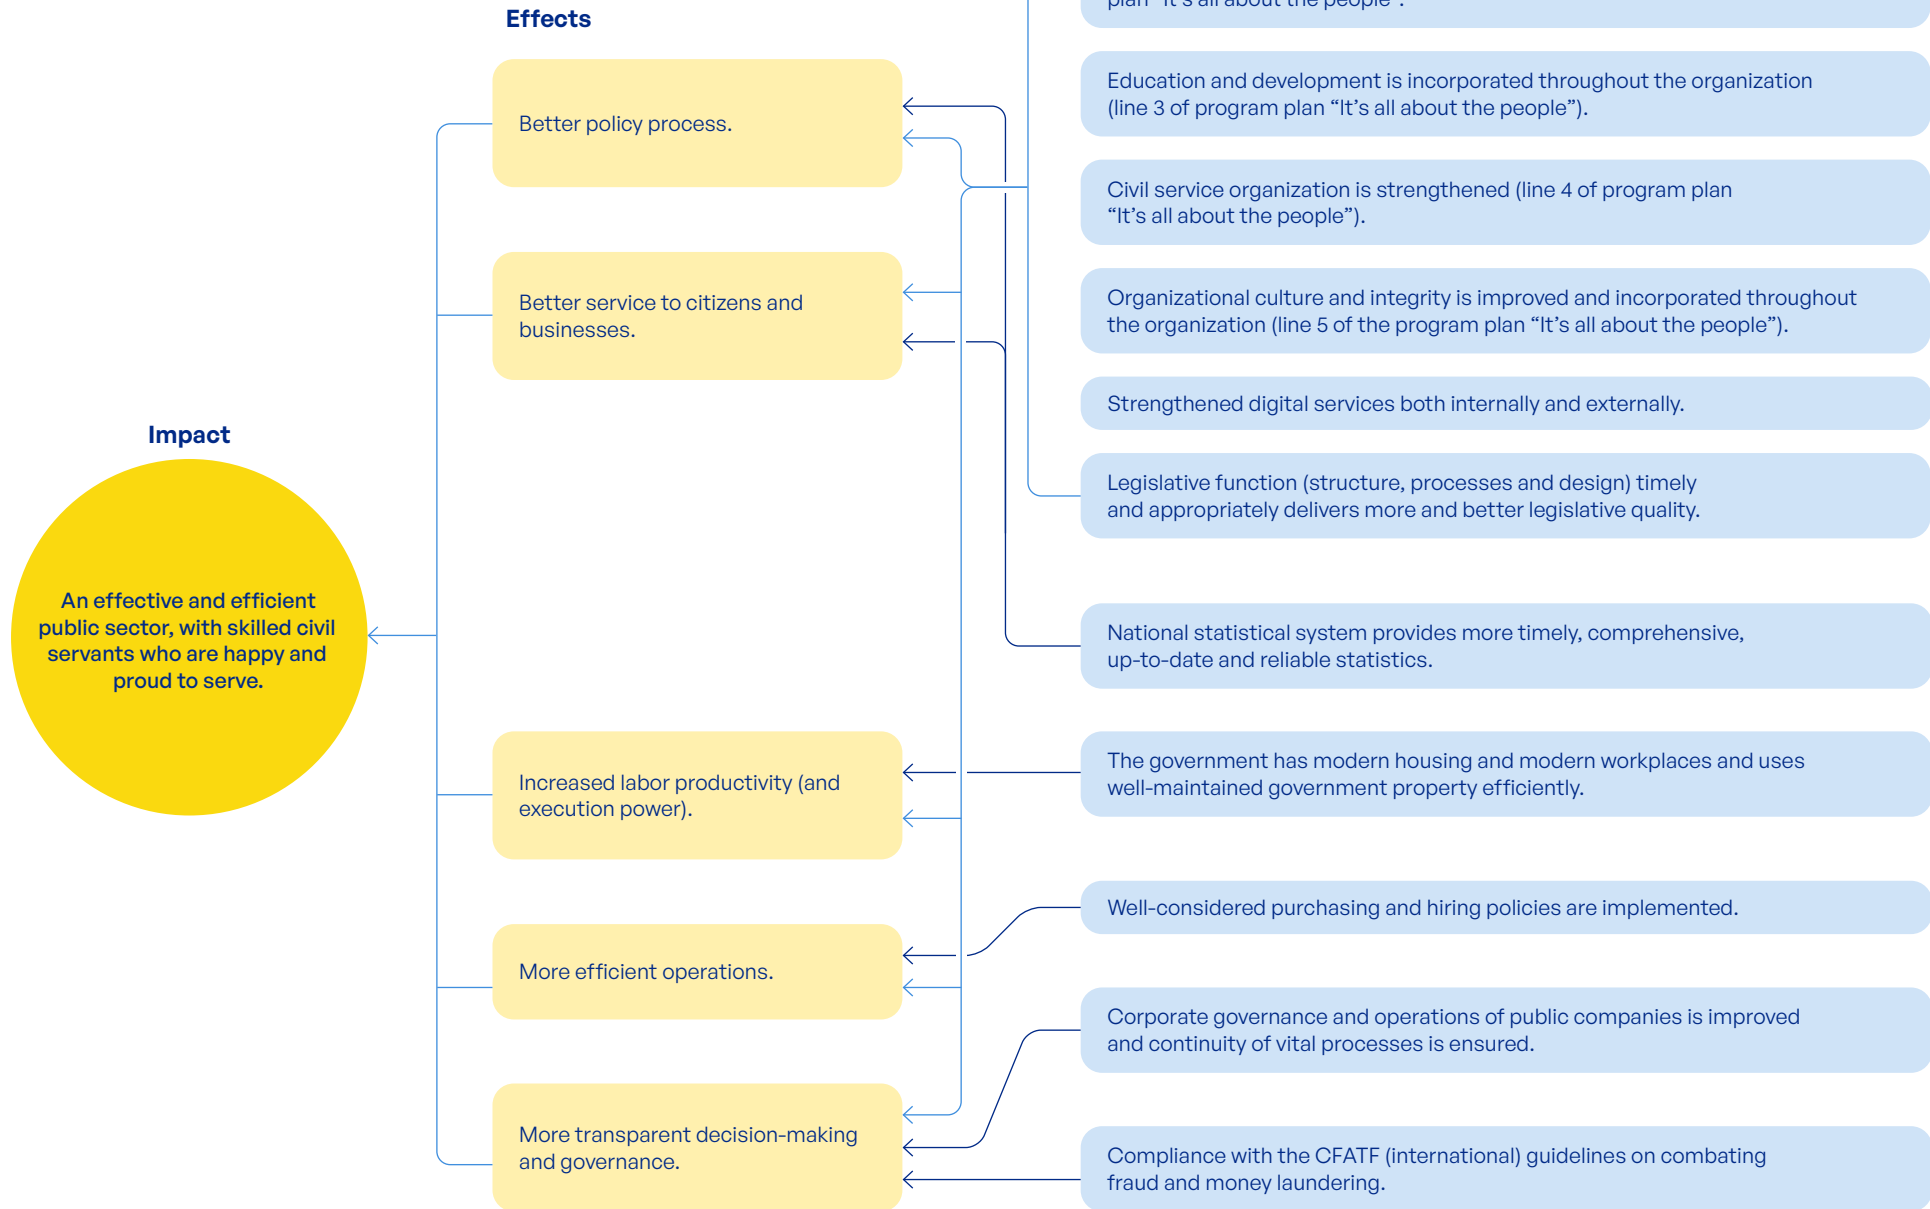 Effects
Better policy process.
Better service to citizens and
businesses.
Increased labor productivity (and
execution power).
More efficient operations.
More transparent decision-making
and governance.
Impact
An effective and efficient
public sector, with skilled civil
servants who are happy and
proud to serve.
plan “It’s all about the people”.
Education and development is incorporated throughout the organization
(line 3 of program plan “It’s all about the people”).
Civil service organization is strengthened (line 4 of program plan
“It’s all about the people”).
Organizational culture and integrity is improved and incorporated throughout
the organization (line 5 of the program plan “It’s all about the people”).
Strengthened digital services both internally and externally.
Legislative function (structure, processes and design) timely
and appropriately delivers more and better legislative quality.
National statistical system provides more timely, comprehensive,
up-to-date and reliable statistics.
The government has modern housing and modern workplaces and uses
well-maintained government property efficiently.
Well-considered purchasing and hiring policies are implemented.
Corporate governance and operations of public companies is improved
and continuity of vital processes is ensured.
Compliance with the CFATF (international) guidelines on combating
fraud and money laundering.